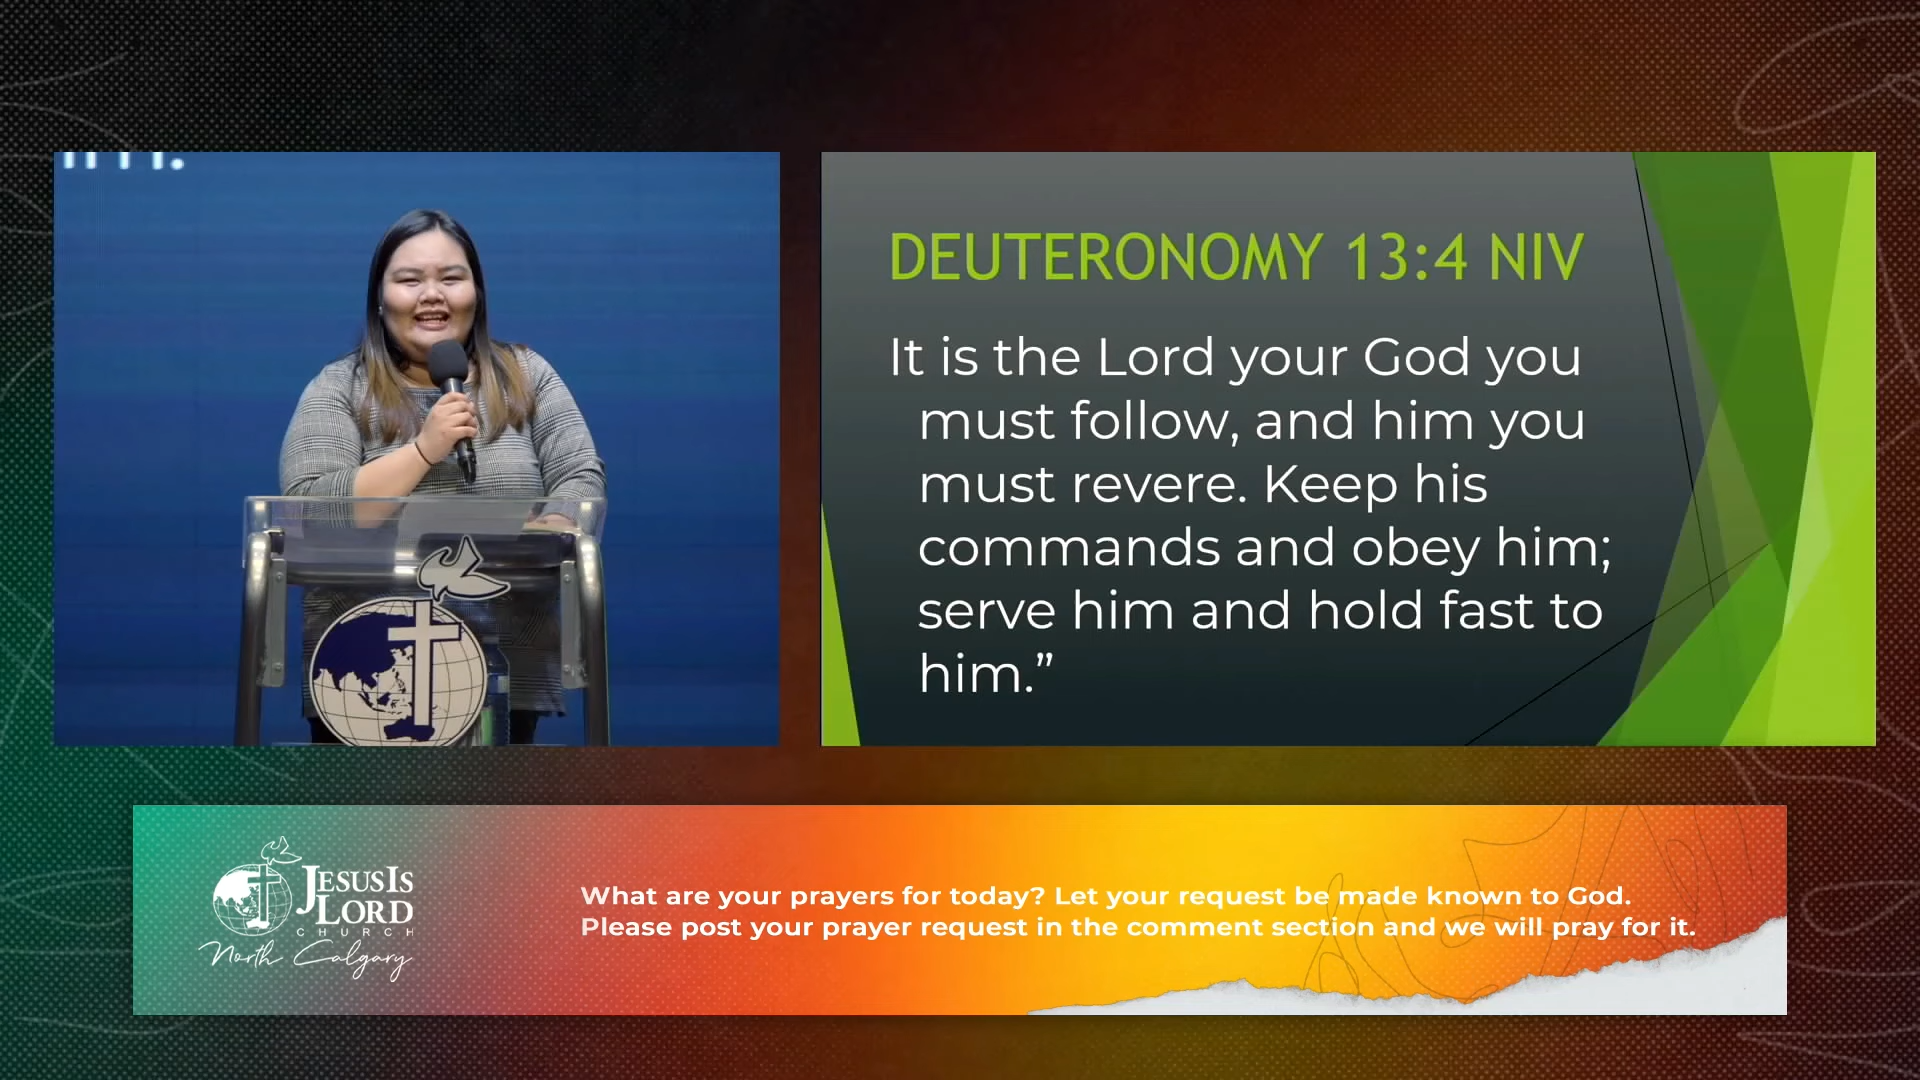 DEUTERONOMY 13:4 NIV
It is the Lord your God you
must follow, and him you
must revere. Keep his
commands and obey him;
serve him and hold fast to
him.”
JESUS IS
LORD
CHURCH
North Calgary
What are your prayers for today? Let your request be made known to God.
Please post your prayer request in the comment section and we will pray for it.